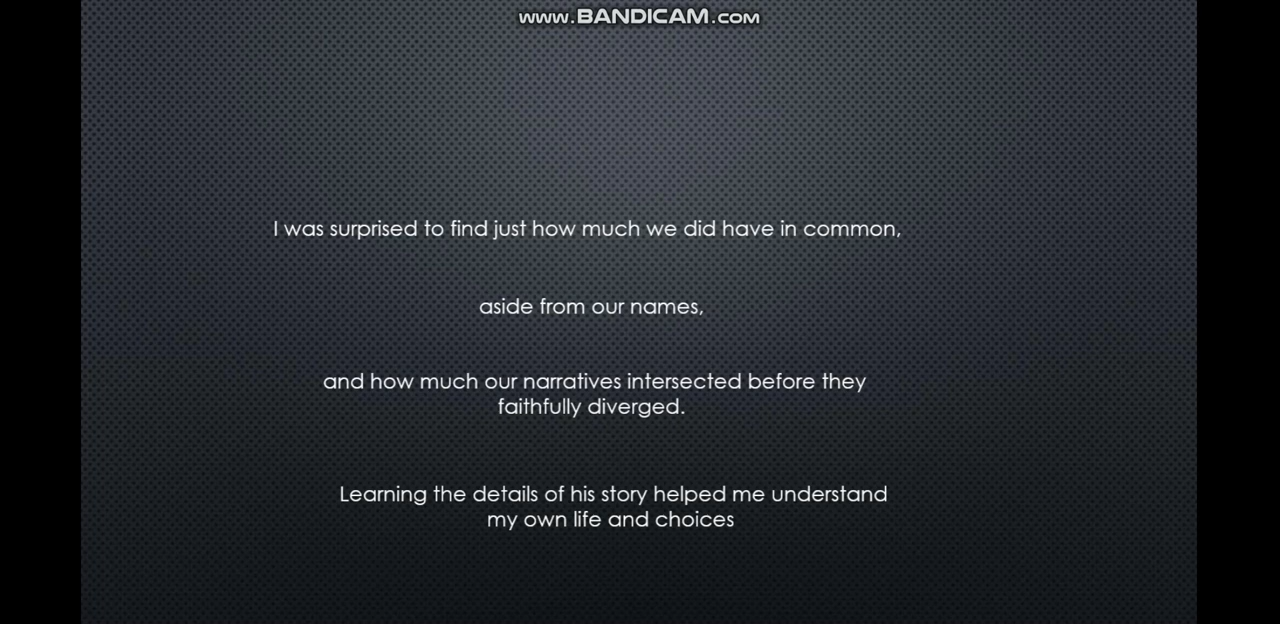 www.BANDICAM.com
I was surprised to find just how much we did have in common,
aside from our names,
and how much our narratives intersected before they
faithfully diverged.
Learning the details of his story helped me understand
my own life and choices